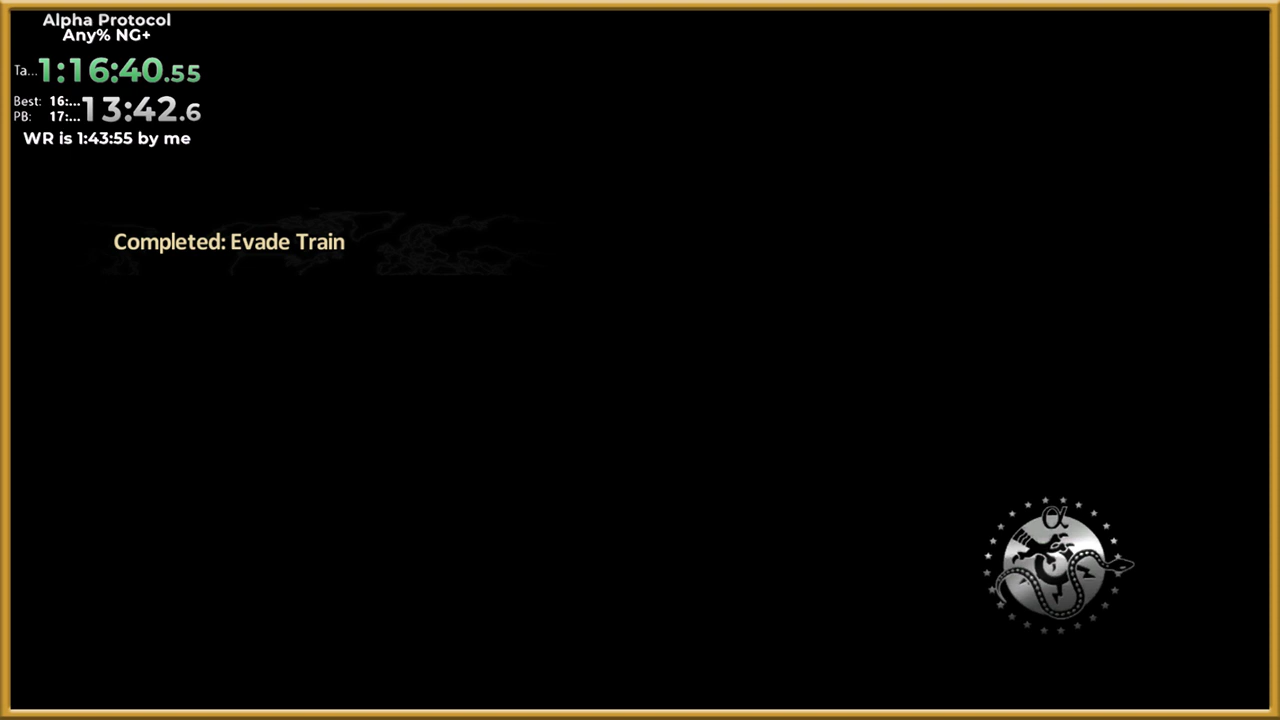 Alpha Protocol
Any% NG+
Ta... 1:16:40.55
Best: 16:...
PB: 17:...
13:42.6
WR is 1:43:55 by me
Completed: Evade Train
α